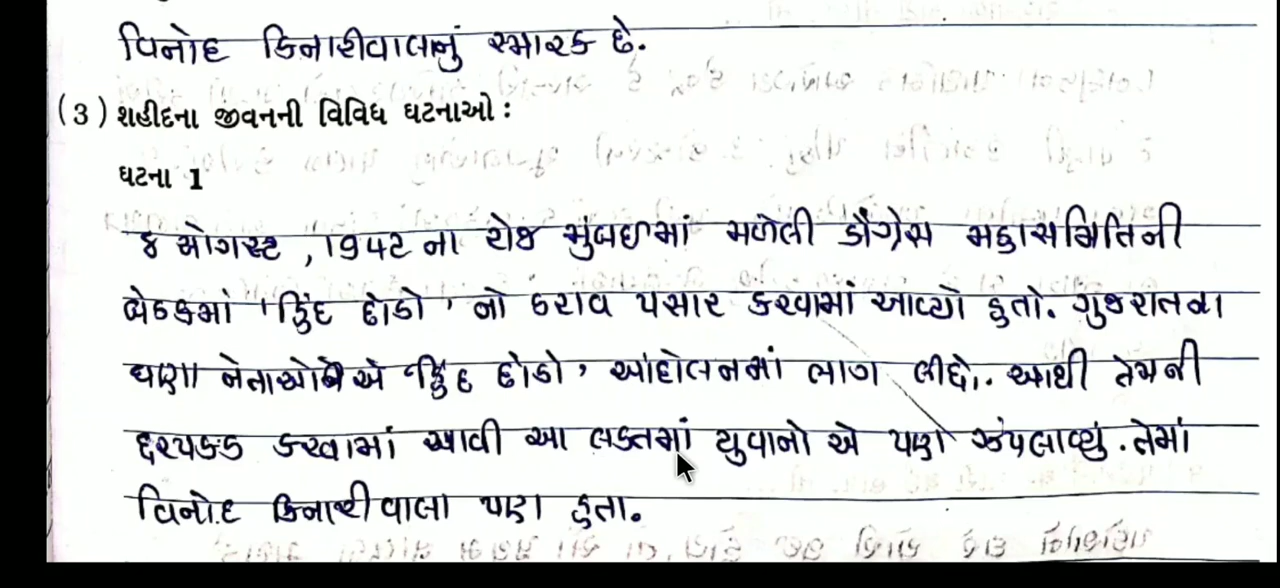 વિનોદ કિનારીવાલાનું સ્મારક છે.
(3) શહીદના જીવનની વિવિધ ઘટનાઓ :
ઘટના 1
8 ઓગસ્ટ , 1942 ના રોજ મુંબઈમાં મળેલી કોંગ્રેસ મહાસમિતિની
બેઠકમાં 'હિંદ છોડો' નો ઠરાવ પસાર કરવામાં આવ્યો હતો. ગુજરાતના
ઘણા નેતાઓએ 'હિંદ છોડો' આંદોલનમાં ભાગ લીધો. આથી તેમની
ધરપકડ કરવામાં આવી આ લડતમાં યુવાનો એ પણ ઝંપલાવ્યું. તેમાં
વિનોદ કિનારીવાલા પણ હતા.